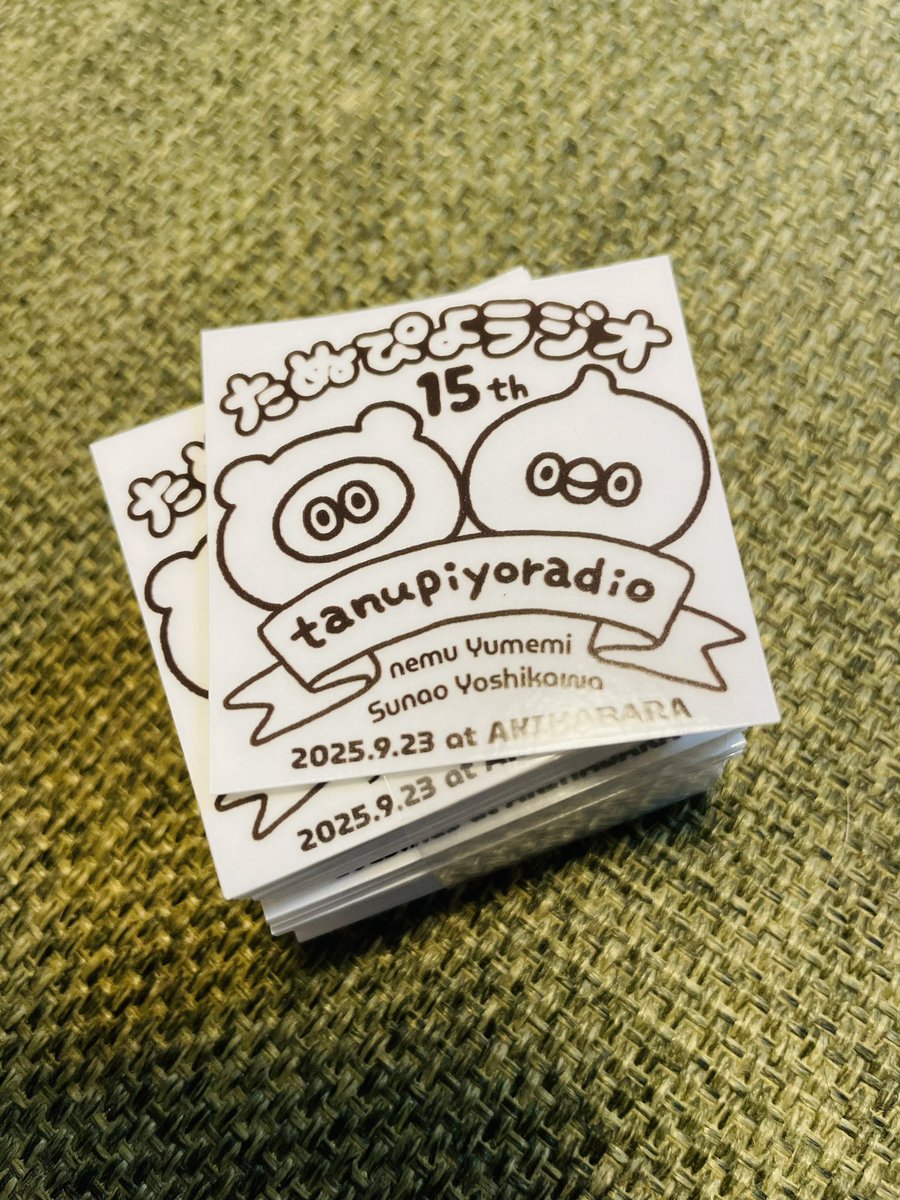 たぬぴよラジオ
15th
tanupiyoradio
nemu Yumemi
Sunao Yoshikawa
2025.9.23 at AKIHABARA
た
2025.9.23 at A